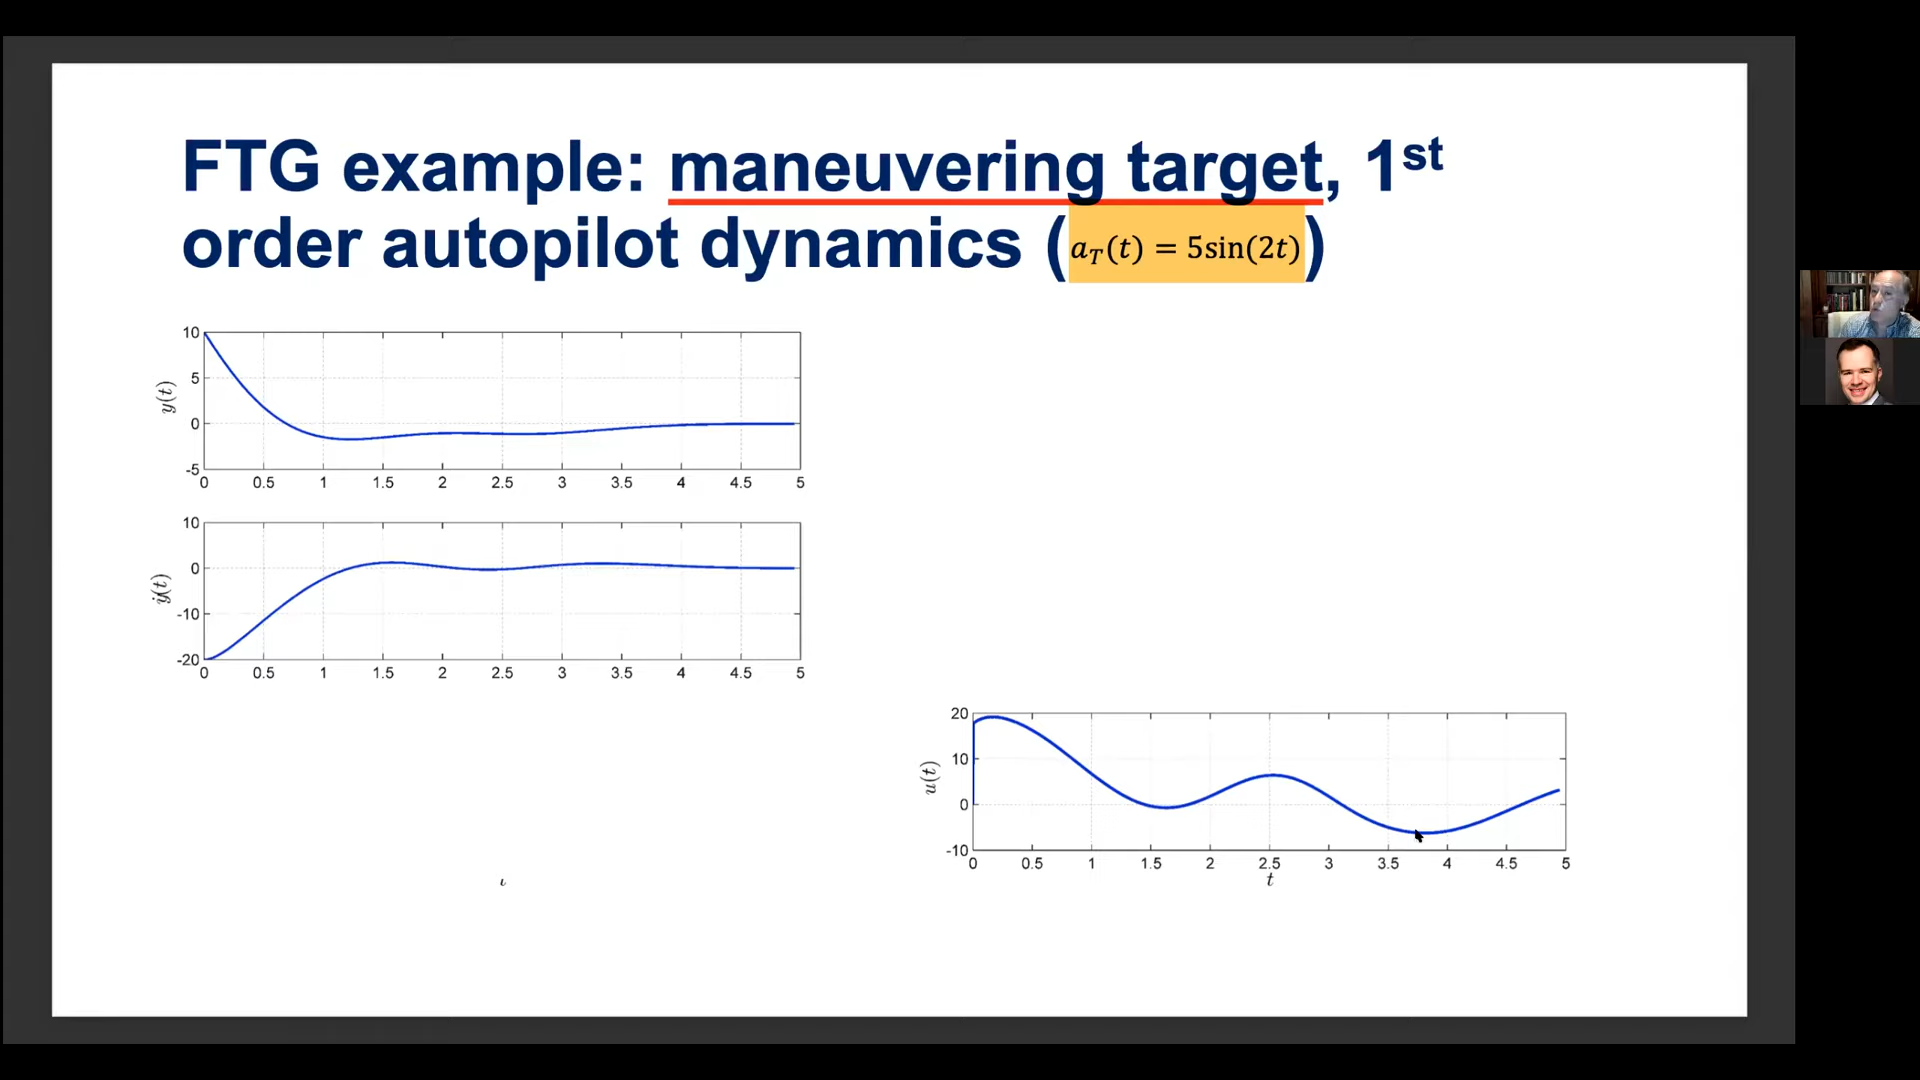 FTG example: maneuvering target, 1st
order autopilot dynamics (a_T(t) = 5sin(2t))
10
5
0
-5
y(t)
0 0.5 1 1.5 2 2.5 3 3.5 4 4.5 5
10
0
-10
-20
ẏ(t)
0 0.5 1 1.5 2 2.5 3 3.5 4 4.5 5
20
10
0
-10
u(t)
0 0.5 1 1.5 2 2.5 3 3.5 4 4.5 5
t